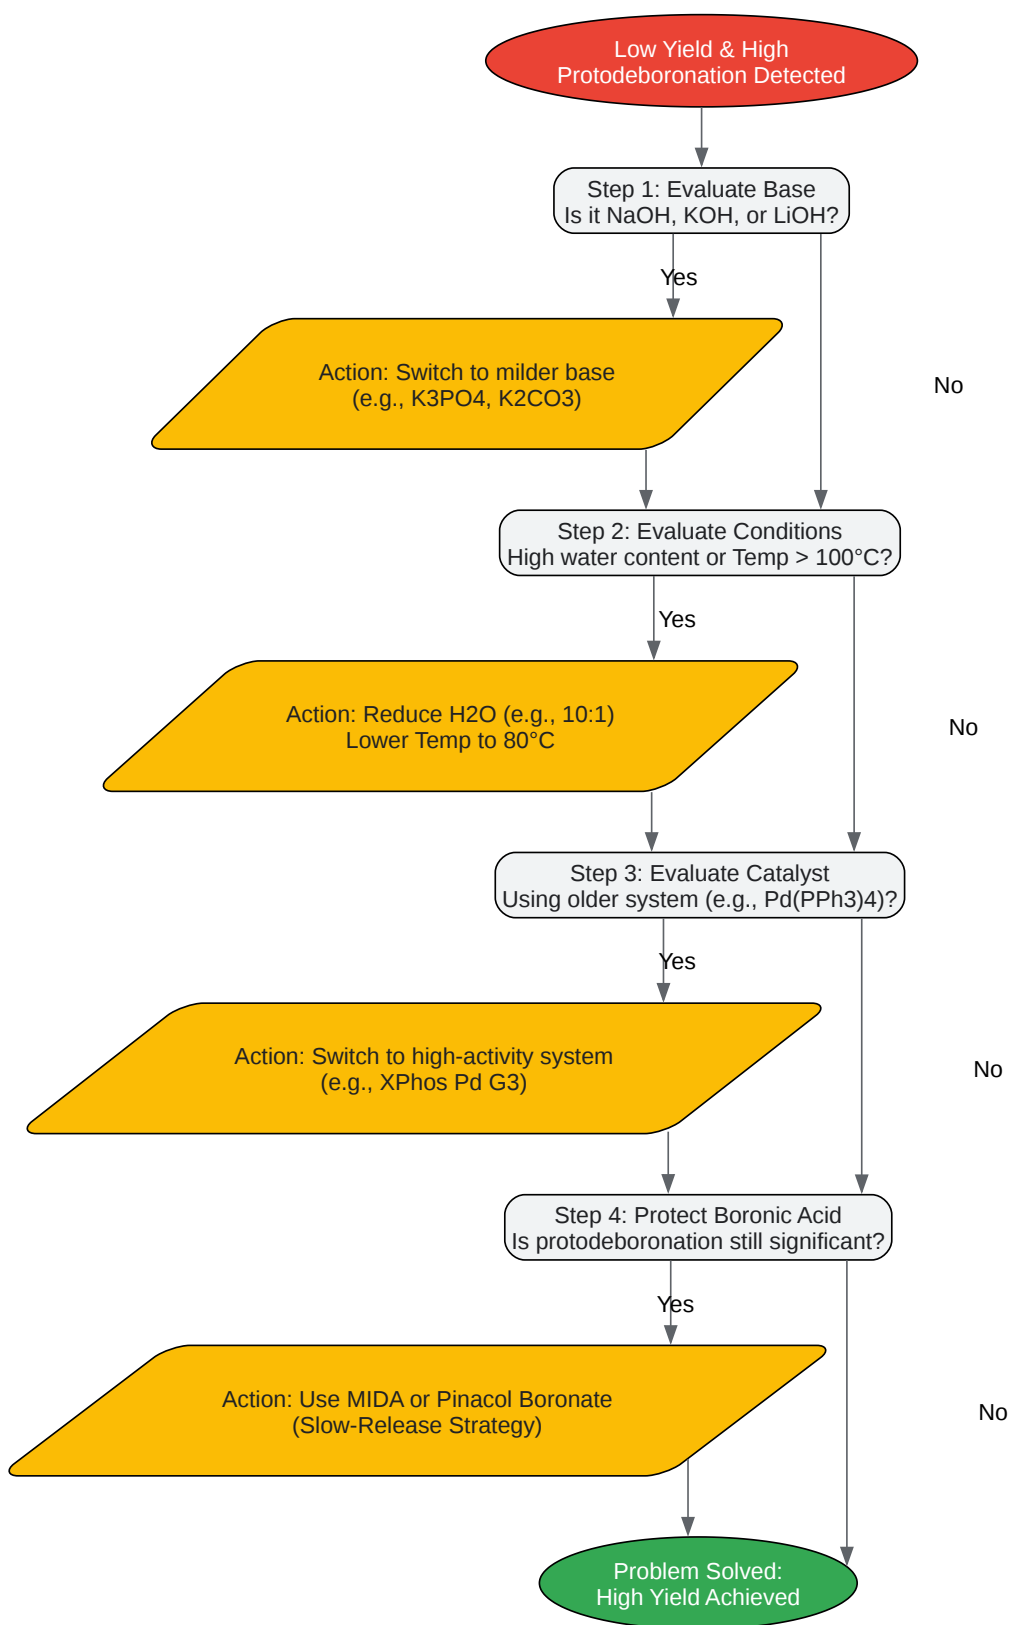 Low Yield & High
Protodeboronation Detected
Step 1: Evaluate Base
Is it NaOH, KOH, or LiOH?
Yes
Action: Switch to milder base
(e.g., K3PO4, K2CO3)
No
Step 2: Evaluate Conditions
High water content or Temp > 100°C?
Yes
Action: Reduce H2O (e.g., 10:1)
Lower Temp to 80°C
No
Step 3: Evaluate Catalyst
Using older system (e.g., Pd(PPh3)4)?
Yes
Action: Switch to high-activity system
(e.g., XPhos Pd G3)
No
Step 4: Protect Boronic Acid
Is protodeboronation still significant?
Yes
Action: Use MIDA or Pinacol Boronate
(Slow-Release Strategy)
No
Problem Solved:
High Yield Achieved